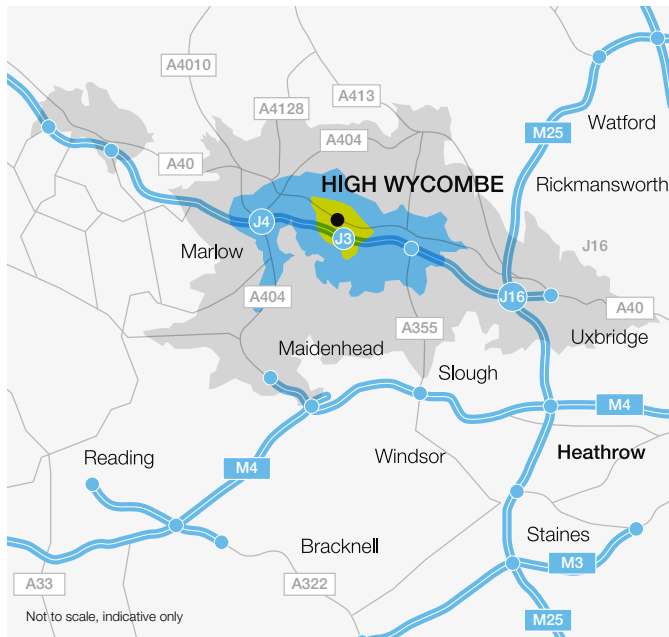 A4010
A4128
A413
M25
Watford
A404
A40
HIGH WYCOMBE
Rickmansworth
J4
J3
J16
Marlow
A404
J16
A40
A355
Uxbridge
Maidenhead
Slough
M4
Heathrow
Windsor
Reading
M4
Staines
Bracknell
M3
A33
A322
Not to scale, indicative only
M25